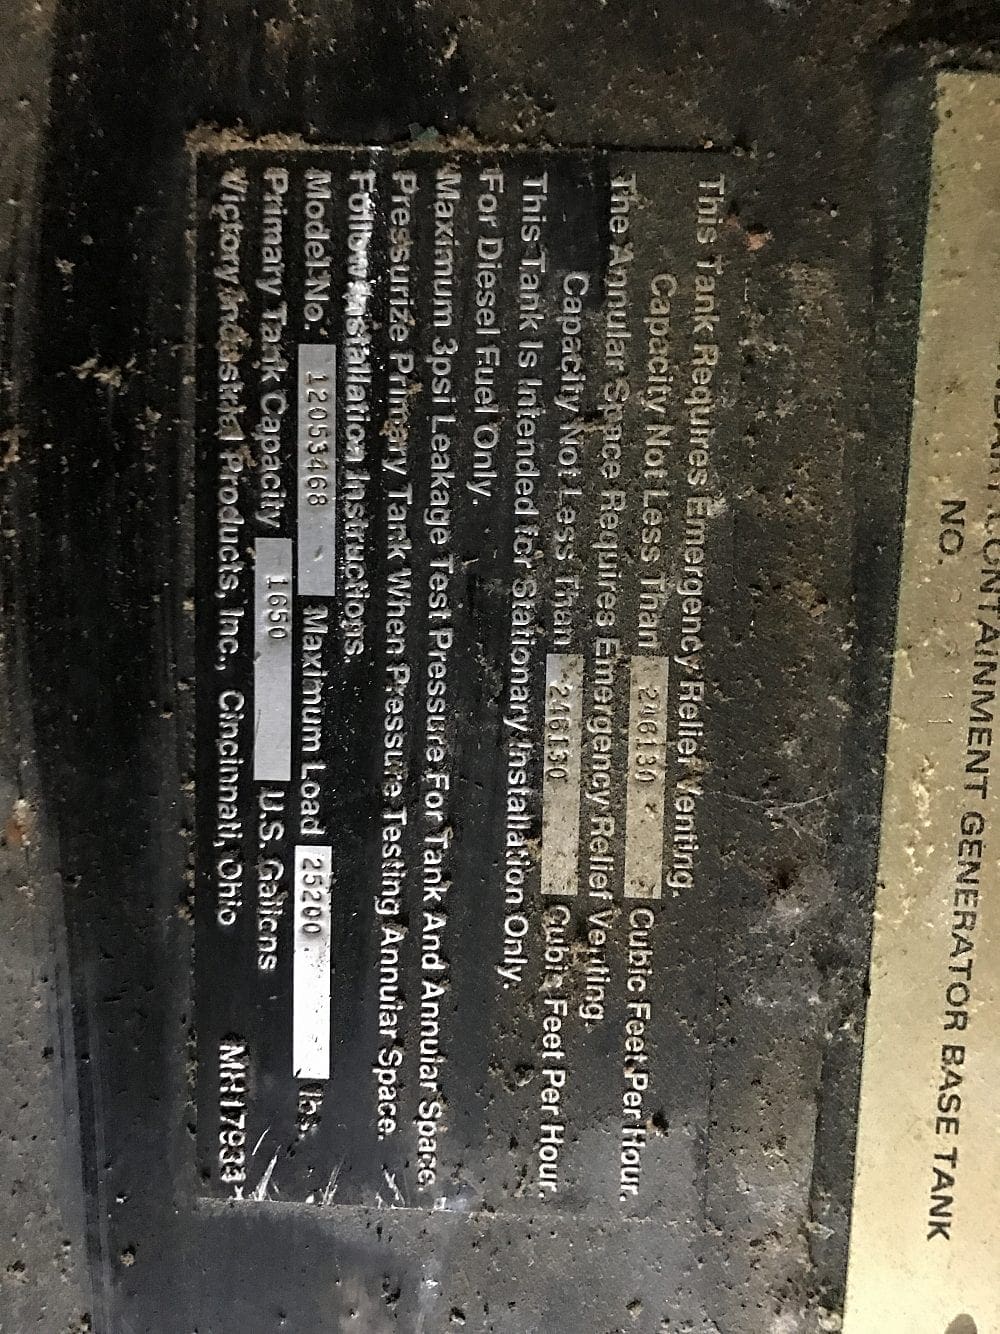 CONTAINMENT GENERATOR BASE TANK
NO.
This Tank Requires Emergency Relief Venting
Capacity Not Less Than 246130 Cubic Feet Per Hour.
The Annular Space Requires Emergency Relief Venting.
Capacity Not Less Than 246130 Cubic Feet Per Hour.
This Tank Is Intended for Stationary Installation Only.
For Diesel Fuel Only.
Maximum 3psi Leakage Test Pressure For Tank And Annular Space.
Pressurize Primary Tank When Pressure Testing Annular Space.
Follow Installation Instructions.
Model No. 12053468 Maximum Load 25200 lbs.
Primary Tank Capacity 1650 U.S. Gallons
Victory Industrial Products, Inc., Cincinnati, Ohio